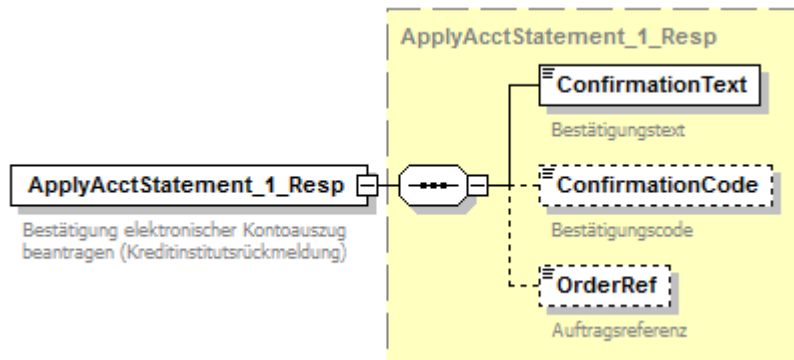 ApplyAcctStatement_1_Resp
ConfirmationText
Bestätigungstext
ApplyAcctStatement_1_Resp
Bestätigung elektronischer Kontoauszug
beantragen (Kreditinstitutsrückmeldung)
ConfirmationCode
Bestätigungscode
OrderRef
Auftragsreferenz